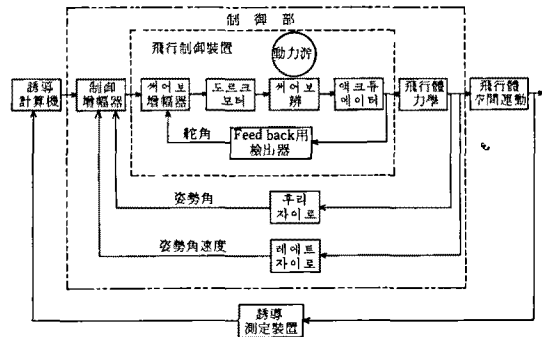 制御部
飛行制御裝置
動力源
誘導
計算機
制御
增幅器
써어보
增幅器
도르크
모터
써어보
辨
액츄
에이터
飛行體
力學
飛行體
空間運動
舵角
Feed back用
檢出器
姿勢角
후리
자이로
姿勢角速度
레에트
자이로
誘導
測定裝置